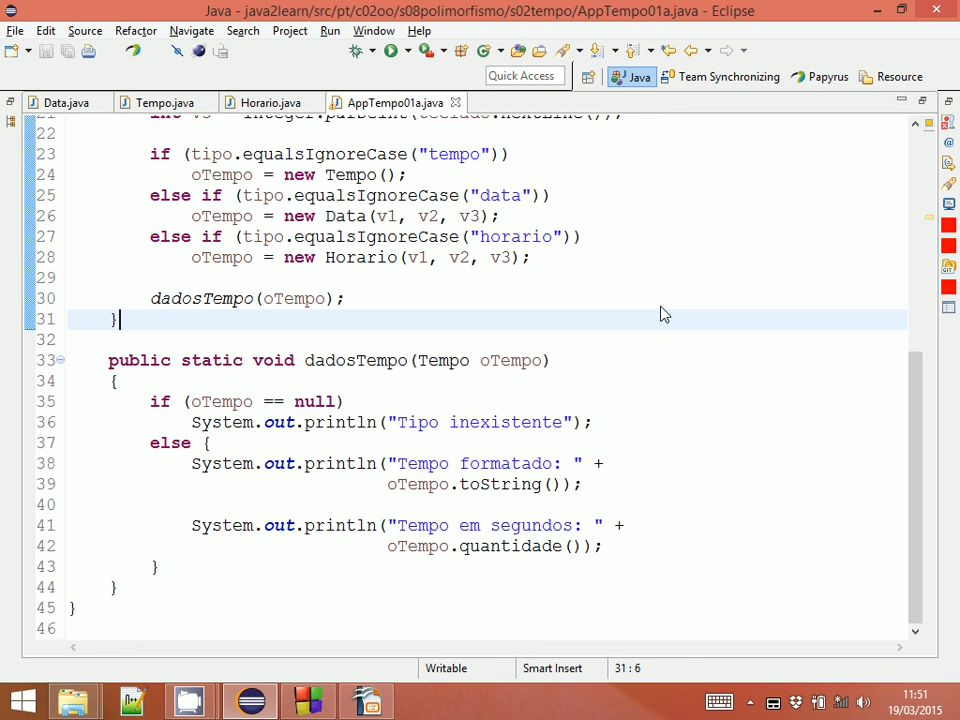 Java - java2learn/src/pt/c02oo/s08polimorfismo/s02tempo/AppTempo01a.java - Eclipse
File Edit Source Refactor Navigate Search Project Run Window Help
Quick Access Java Team Synchronizing Papyrus Resource
Data.java Tempo.java Horario.java AppTempo01a.java
22
23 if (tipo.equalsIgnoreCase("tempo"))
24 oTempo = new Tempo();
25 else if (tipo.equalsIgnoreCase("data"))
26 oTempo = new Data(v1, v2, v3);
27 else if (tipo.equalsIgnoreCase("horario"))
28 oTempo = new Horario(v1, v2, v3);
29
30 dadosTempo(oTempo);
31 }
32
33 public static void dadosTempo(Tempo oTempo)
34 {
35 if (oTempo == null)
36 System.out.println("Tipo inexistente");
37 else {
38 System.out.println("Tempo formatado: " +
39 oTempo.toString());
40
41 System.out.println("Tempo em segundos: " +
42 oTempo.quantidade());
43 }
44 }
45 }
46
Writable Smart Insert 31 : 6
11:51
19/03/2015